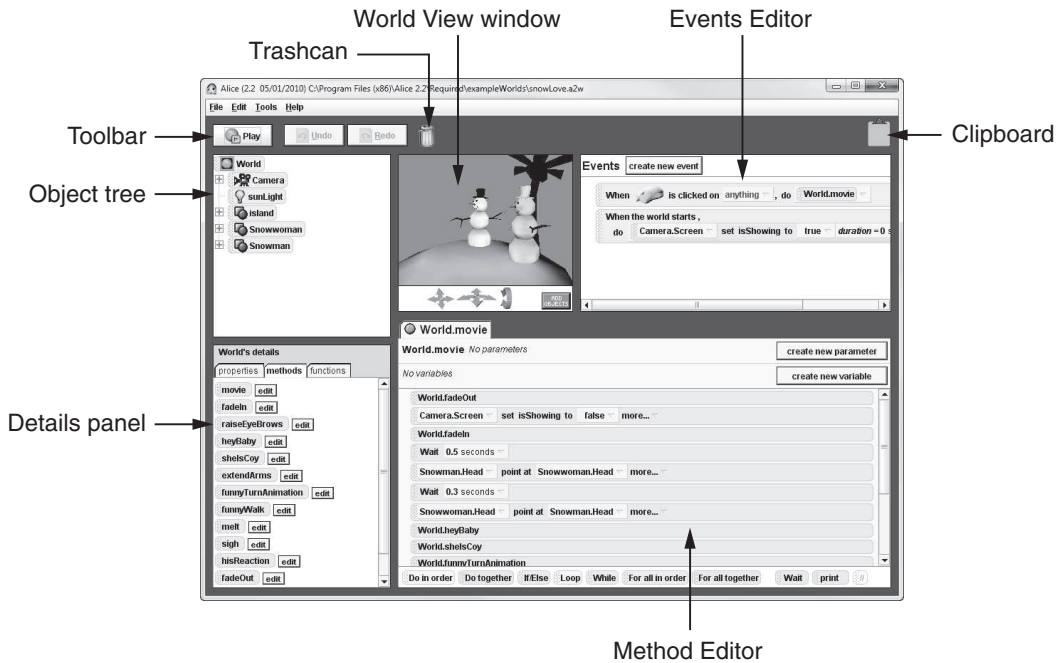 World View window
Events Editor
Trashcan
Alice (2.2 05/01/2010) C:\Program Files (x86)\Alice 2.2\Required\exampleWorlds\snowLove.a2w
File Edit Tools Help
Toolbar
Play
Undo
Redo
Clipboard
Object tree
World
Camera
sunLight
island
Snowwoman
Snowman
ADD OBJECTS
Events create new event
When is clicked on anything , do World.movie
When the world starts ,
do Camera.Screen set isShowing to true duration = 0 s
World's details
properties methods functions
Details panel
movie edit
fadeIn edit
raiseEyeBrows edit
heyBaby edit
sheIsCoy edit
extendArms edit
funnyTurnAnimation edit
funnyWalk edit
melt edit
sigh edit
hisReaction edit
fadeOut edit
World.movie
World.movie No parameters
create new parameter
No variables
create new variable
World.fadeOut
Camera.Screen set isShowing to false more...
World.fadeIn
Wait 0.5 seconds
Snowman.Head point at Snowwoman.Head more...
Wait 0.3 seconds
Snowwoman.Head point at Snowman.Head more...
World.heyBaby
World.sheIsCoy
World.funnyTurnAnimation
Do in order Do together If/Else Loop While For all in order For all together Wait print //
Method Editor